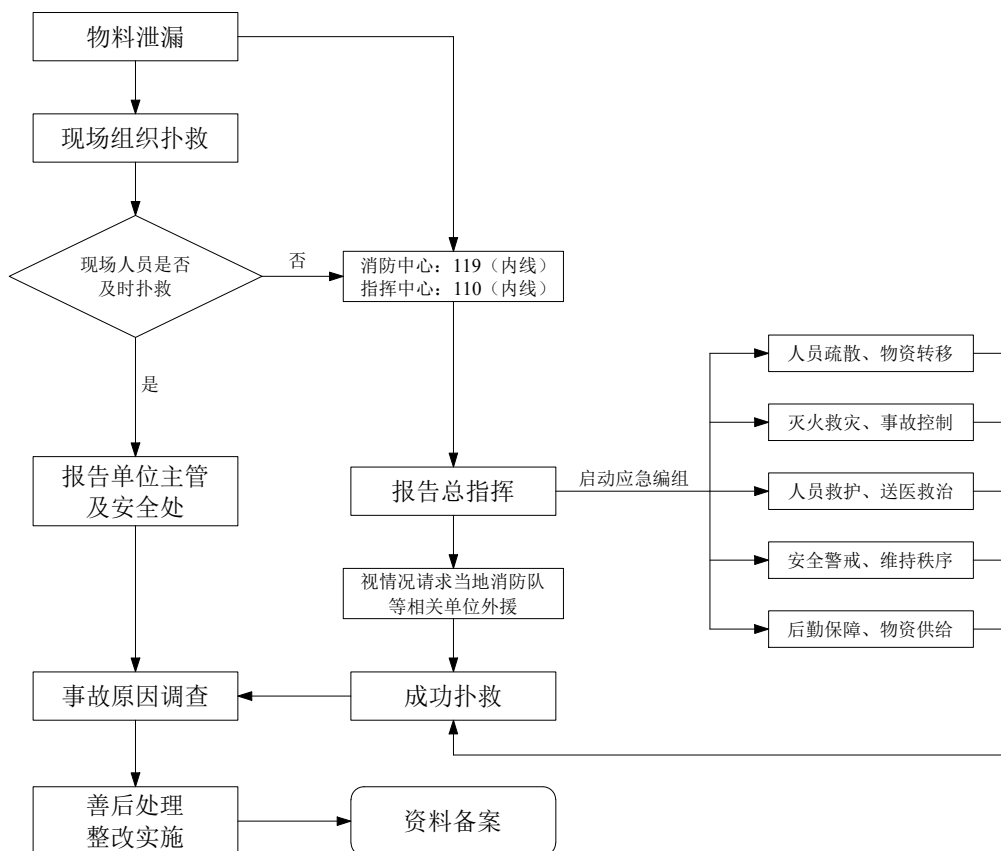 物料泄漏
现场组织扑救
现场人员是否
及时扑救
否
消防中心：119（内线）
指挥中心：110（内线）
是
人员疏散、物资转移
灭火救灾、事故控制
报告单位主管
及安全处
报告总指挥
启动应急编组
人员救护、送医救治
视情况请求当地消防队
等相关单位外援
安全警戒、维持秩序
后勤保障、物资供给
事故原因调查
成功扑救
善后处理
整改实施
资料备案